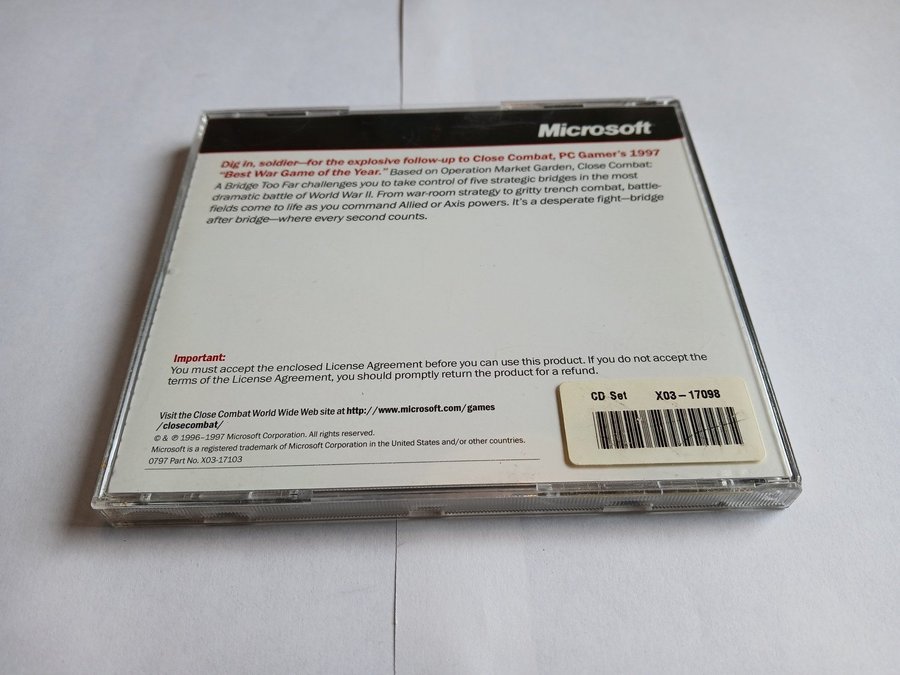 Microsoft
Dig in, soldier—for the explosive follow-up to Close Combat, PC Gamer's 1997
"Best War Game of the Year." Based on Operation Market Garden, Close Combat:
A Bridge Too Far challenges you to take control of five strategic bridges in the most
dramatic battle of World War II. From war-room strategy to gritty trench combat, battle-
fields come to life as you command Allied or Axis powers. It's a desperate fight—bridge
after bridge—where every second counts.
Important:
You must accept the enclosed License Agreement before you can use this product. If you do not accept the
terms of the License Agreement, you should promptly return the product for a refund.
CD Set X03-17098
Visit the Close Combat World Wide Web site at http://www.microsoft.com/games
/closecombat/
© & ℗ 1996–1997 Microsoft Corporation. All rights reserved.
Microsoft is a registered trademark of Microsoft Corporation in the United States and/or other countries.
0797 Part No. X03-17103